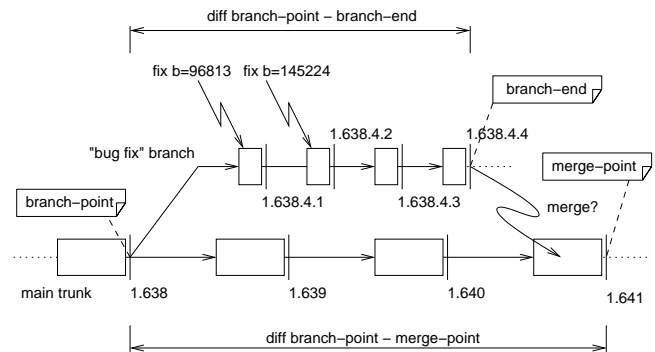 diff branch−point − branch−end
fix b=96813
fix b=145224
branch−end
1.638.4.2
1.638.4.4
"bug fix" branch
merge−point
branch−point
1.638.4.1
1.638.4.3
merge?
main trunk
1.638
1.639
1.640
1.641
diff branch−point − merge−point